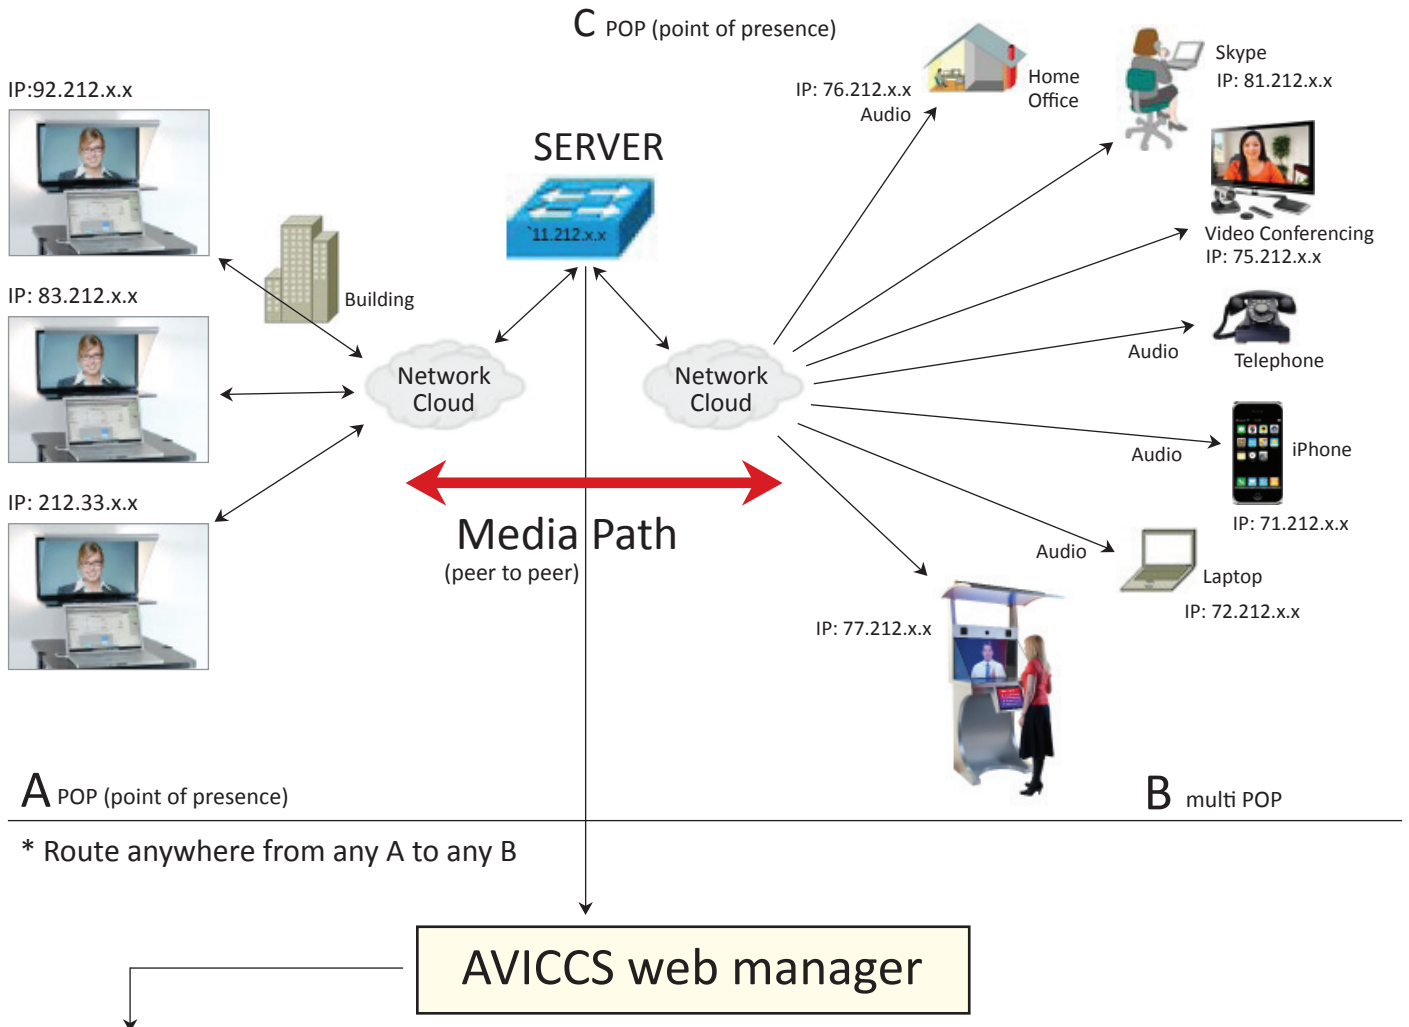 C POP (point of presence)
IP:92.212.x.x
SERVER
`11.212.x.x
IP: 76.212.x.x
Audio
Home
Office
Skype
IP: 81.212.x.x
Building
Video Conferencing
IP: 75.212.x.x
IP: 83.212.x.x
Network
Cloud
Network
Cloud
Audio
Telephone
Audio
iPhone
IP: 71.212.x.x
IP: 212.33.x.x
Media Path
(peer to peer)
Audio
Laptop
IP: 72.212.x.x
IP: 77.212.x.x
A POP (point of presence)
B multi POP
* Route anywhere from any A to any B
AVICCS web manager